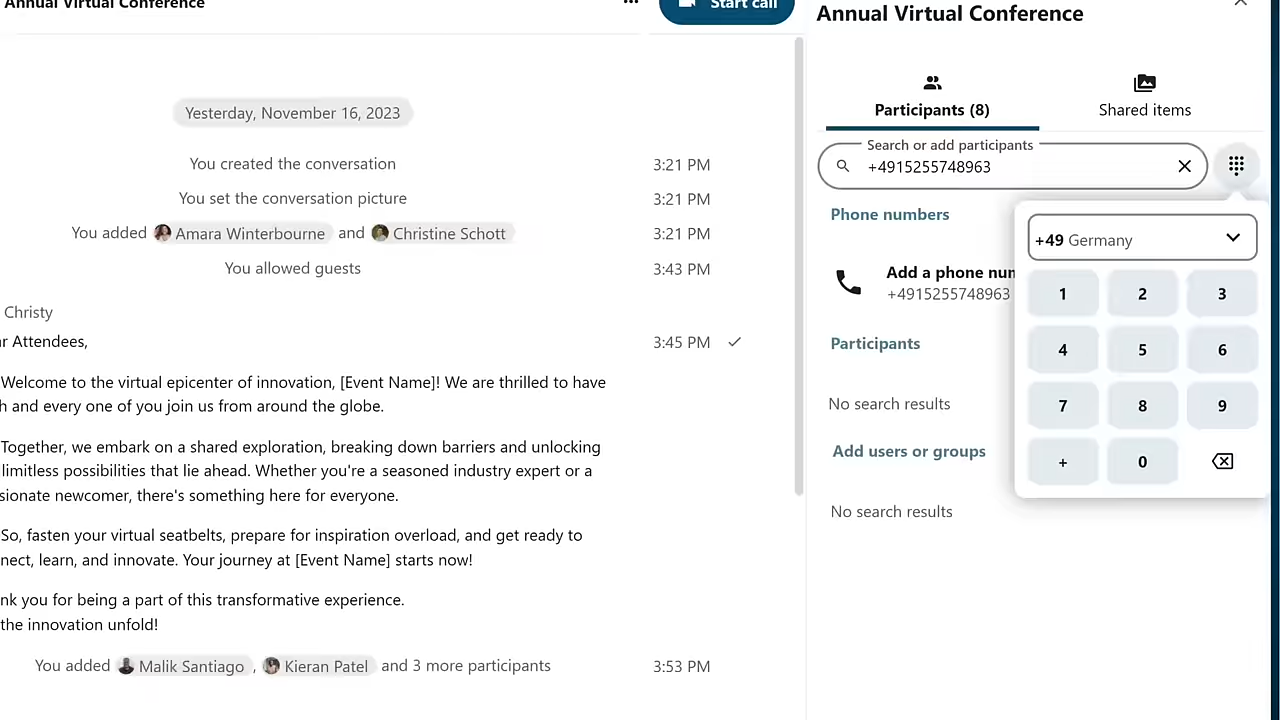 Annual Virtual Conference
Start call
Yesterday, November 16, 2023
You created the conversation 3:21 PM
You set the conversation picture 3:21 PM
You added Amara Winterbourne and Christine Schott 3:21 PM
You allowed guests 3:43 PM
Christy
r Attendees, 3:45 PM
Welcome to the virtual epicenter of innovation, [Event Name]! We are thrilled to have
h and every one of you join us from around the globe.
Together, we embark on a shared exploration, breaking down barriers and unlocking
limitless possibilities that lie ahead. Whether you're a seasoned industry expert or a
sionate newcomer, there's something here for everyone.
So, fasten your virtual seatbelts, prepare for inspiration overload, and get ready to
nect, learn, and innovate. Your journey at [Event Name] starts now!
nk you for being a part of this transformative experience.
the innovation unfold!
You added Malik Santiago , Kieran Patel and 3 more participants 3:53 PM
Annual Virtual Conference
Participants (8)
Shared items
Search or add participants
+4915255748963
Phone numbers
Add a phone num
+4915255748963
Participants
No search results
Add users or groups
No search results
+49 Germany
1 2 3
4 5 6
7 8 9
+ 0